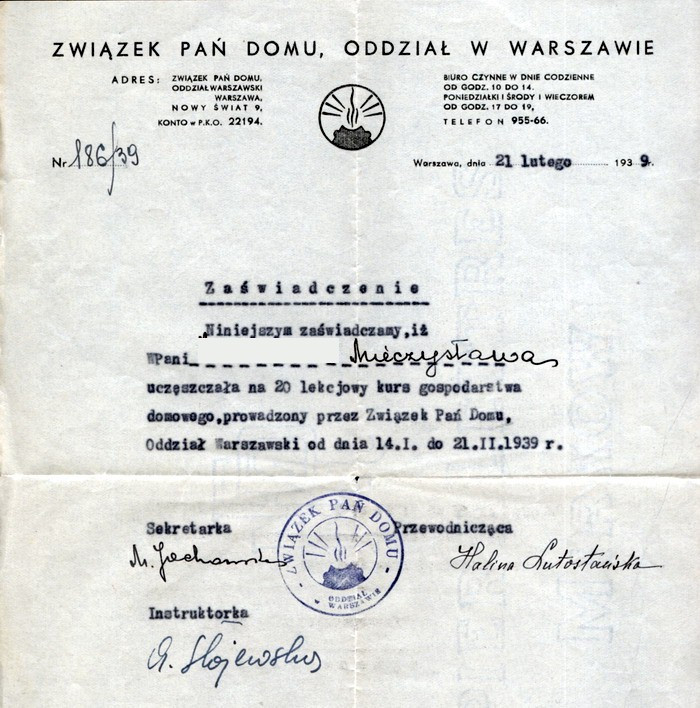 ZWIĄZEK PAŃ DOMU, ODDZIAŁ W WARSZAWIE
ADRES: ZWIĄZEK PAŃ DOMU,
ODDZIAŁ WARSZAWSKI
WARSZAWA,
NOWY ŚWIAT 9,
KONTO w P.K.O. 22194.
BIURO CZYNNE W DNIE CODZIENNE
OD GODZ. 10 DO 14.
PONIEDZIAŁKI I ŚRODY I WIECZOREM
OD GODZ. 17 DO 19,
TELEFON 955-66.
Nr 186/39
Warszawa, dnia 21 lutego 1939r.
Zaświadczenie
Niniejszym zaświadczamy,iż
WPani Mieczysława
uczęszczała na 20 lekcjowy kurs gospodarstwa
domowego,prowadzony przez Związek Pań Domu,
Oddział Warszawski od dnia 14.I. do 21.II.1939 r.
Sekretarka
Przewodnicząca
ZWIĄZEK PAŃ DOMU
ODDZIAŁ
W WARSZAWIE
M.
Halina Lutosłańska
Instruktorka